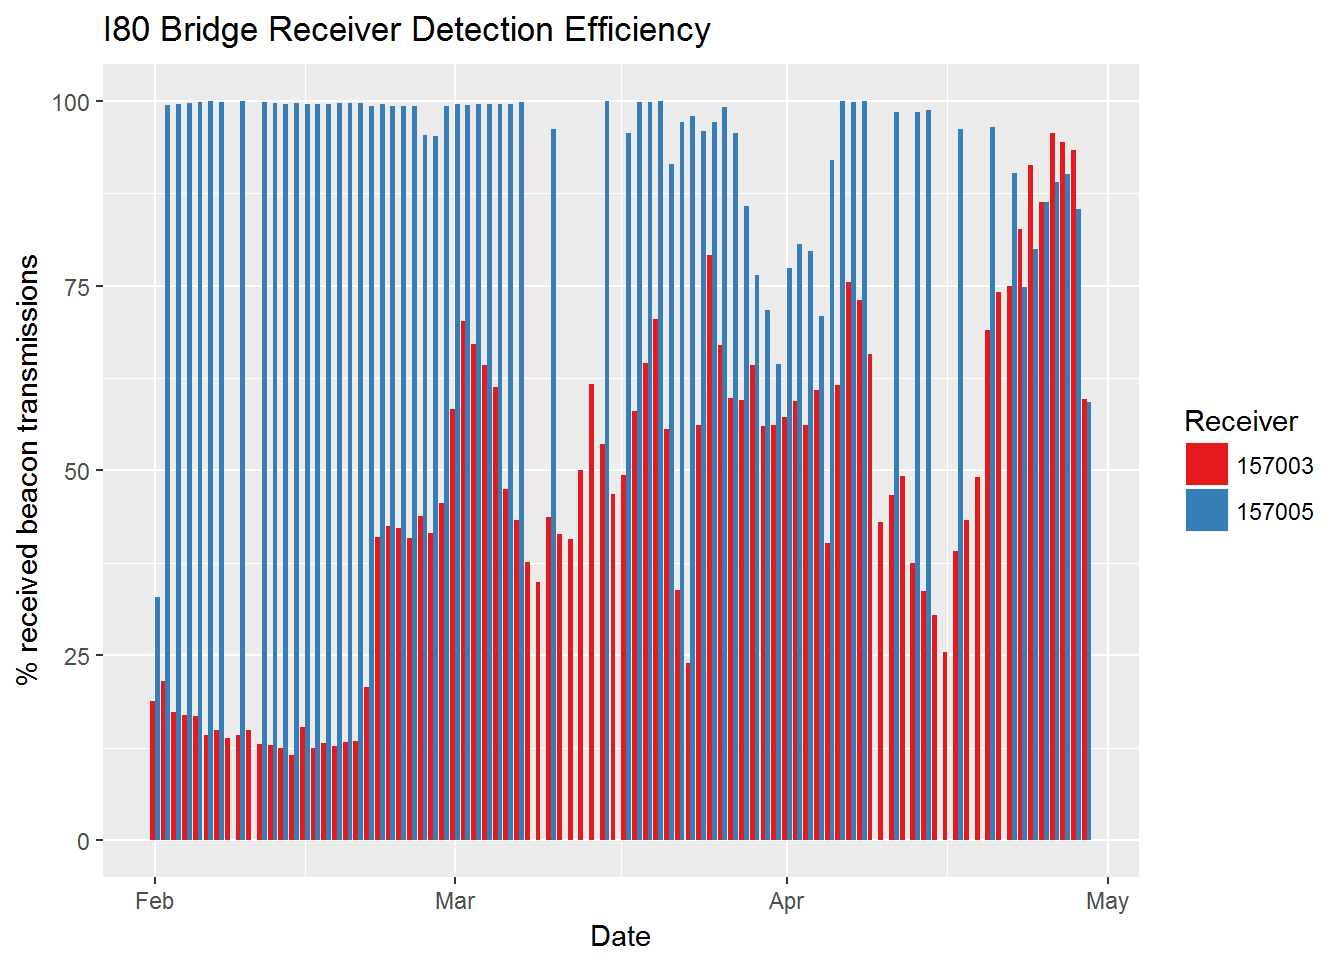 I80 Bridge Receiver Detection Efficiency
% received beacon transmissions
100
75
50
25
0
Feb
Mar
Apr
May
Date
Receiver
157003
157005